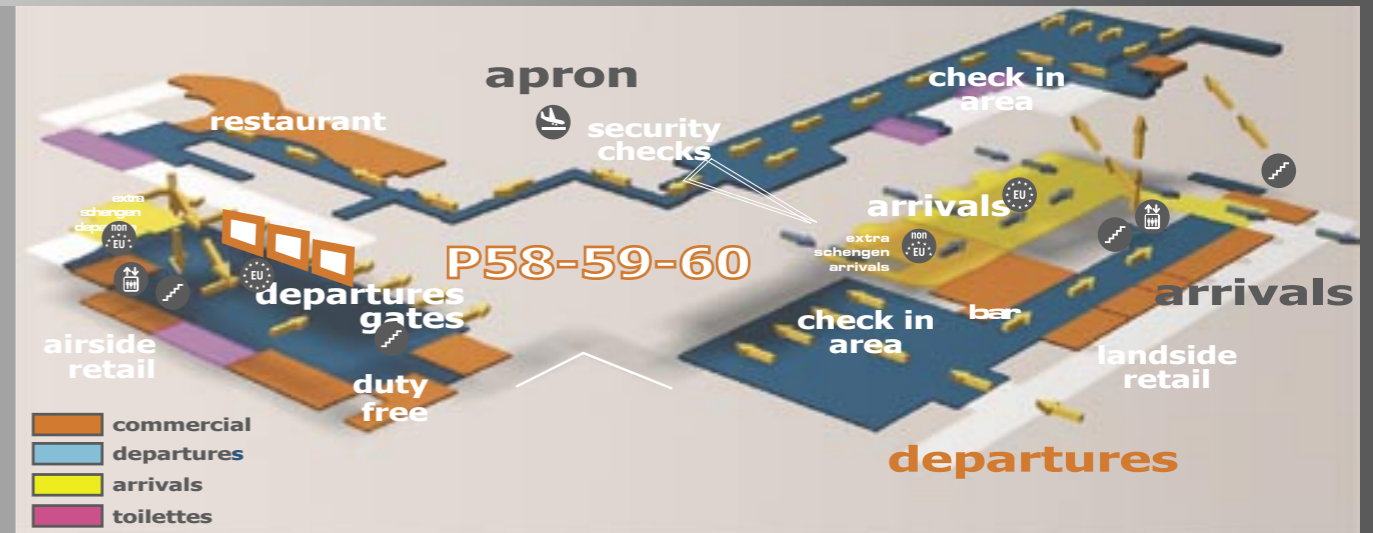 apron
check in
area
restaurant
security
checks
arrivals
EU
extra
schengen
non
EU
extra
schengen
arrivals
non
EU
P58-59-60
EU
departures
gates
arrivals
bar
check in
area
airside
retail
landside
retail
duty
free
commercial
departures
arrivals
toilettes
departures